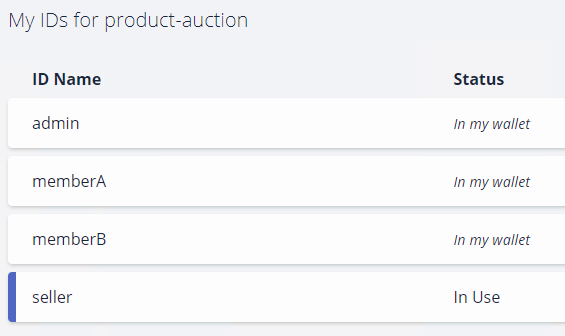 My IDs for product-auction
ID Name Status
admin In my wallet
memberA In my wallet
memberB In my wallet
seller In Use